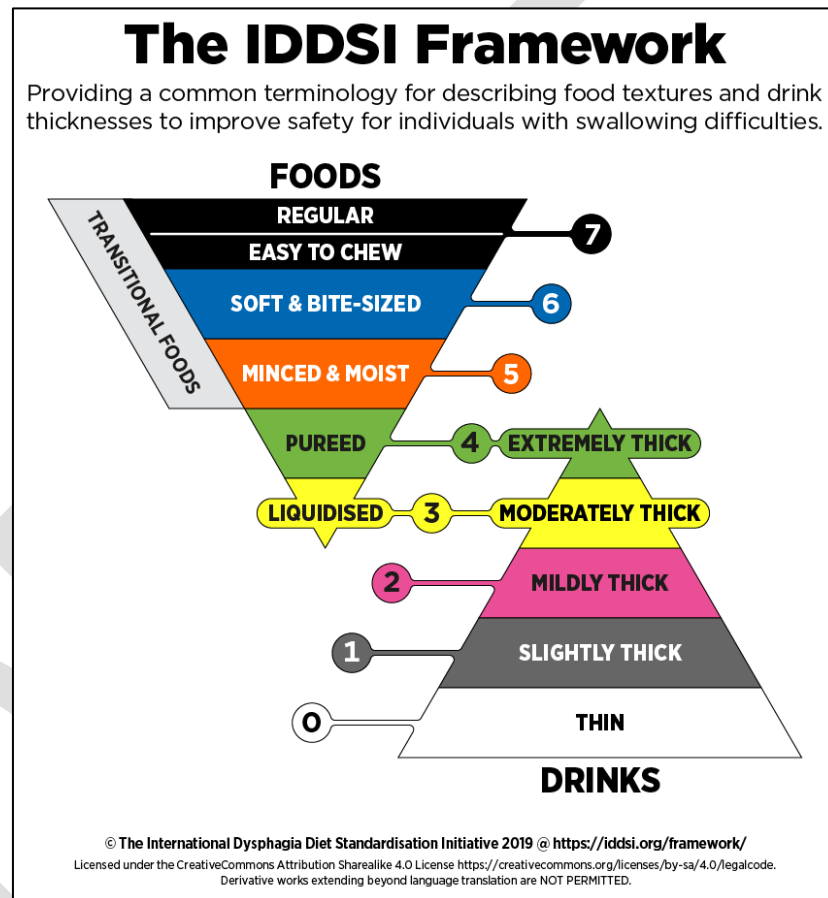 The IDDSI Framework
Providing a common terminology for describing food textures and drink
thicknesses to improve safety for individuals with swallowing difficulties.
FOODS
TRANSITIONAL FOODS
REGULAR
EASY TO CHEW
7
SOFT & BITE-SIZED
6
MINCED & MOIST
5
PUREED
4
EXTREMELY THICK
LIQUIDISED
3
MODERATELY THICK
2
MILDLY THICK
1
SLIGHTLY THICK
0
THIN
DRINKS
© The International Dysphagia Diet Standardisation Initiative 2019 @ https://iddsi.org/framework/
Licensed under the CreativeCommons Attribution Sharealike 4.0 License https://creativecommons.org/licenses/by-sa/4.0/legalcode.
Derivative works extending beyond language translation are NOT PERMITTED.